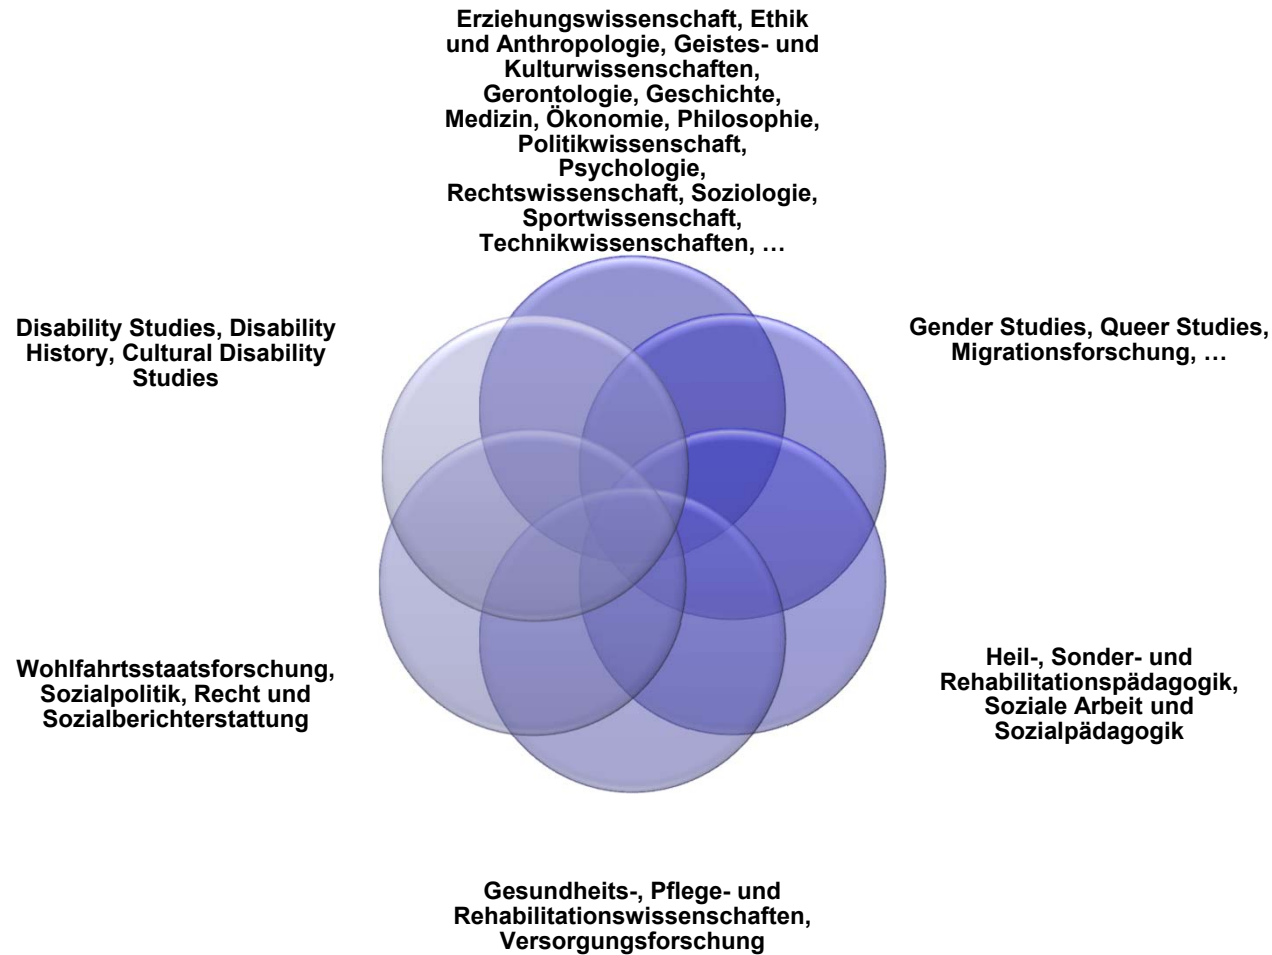 Erziehungswissenschaft, Ethik
und Anthropologie, Geistes- und
Kulturwissenschaften,
Gerontologie, Geschichte,
Medizin, Ökonomie, Philosophie,
Politikwissenschaft,
Psychologie,
Rechtswissenschaft, Soziologie,
Sportwissenschaft,
Technikwissenschaften, …
Disability Studies, Disability
History, Cultural Disability
Studies
Gender Studies, Queer Studies,
Migrationsforschung, …
Wohlfahrtsstaatsforschung,
Sozialpolitik, Recht und
Sozialberichterstattung
Heil-, Sonder- und
Rehabilitationspädagogik,
Soziale Arbeit und
Sozialpädagogik
Gesundheits-, Pflege- und
Rehabilitationswissenschaften,
Versorgungsforschung